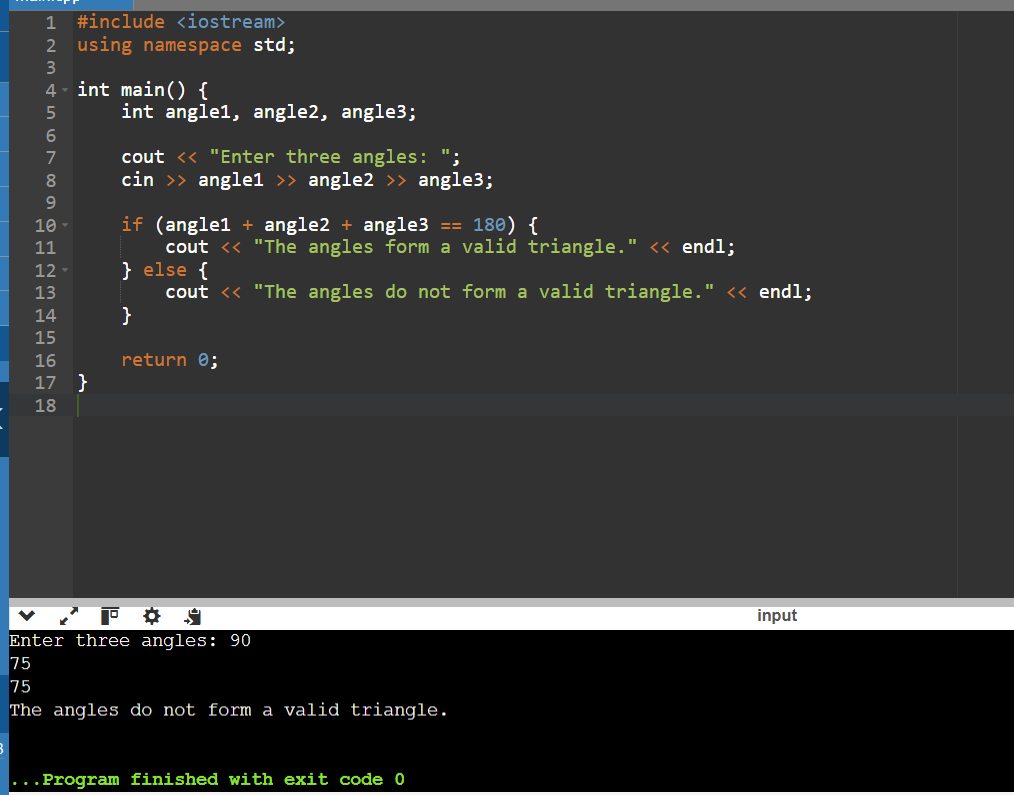 1 #include <iostream>
2 using namespace std;
3
4 int main() {
5     int angle1, angle2, angle3;
6
7     cout << "Enter three angles: ";
8     cin >> angle1 >> angle2 >> angle3;
9
10     if (angle1 + angle2 + angle3 == 180) {
11         cout << "The angles form a valid triangle." << endl;
12     } else {
13         cout << "The angles do not form a valid triangle." << endl;
14     }
15
16     return 0;
17 }
18
input
Enter three angles: 90
75
75
The angles do not form a valid triangle.
...Program finished with exit code 0